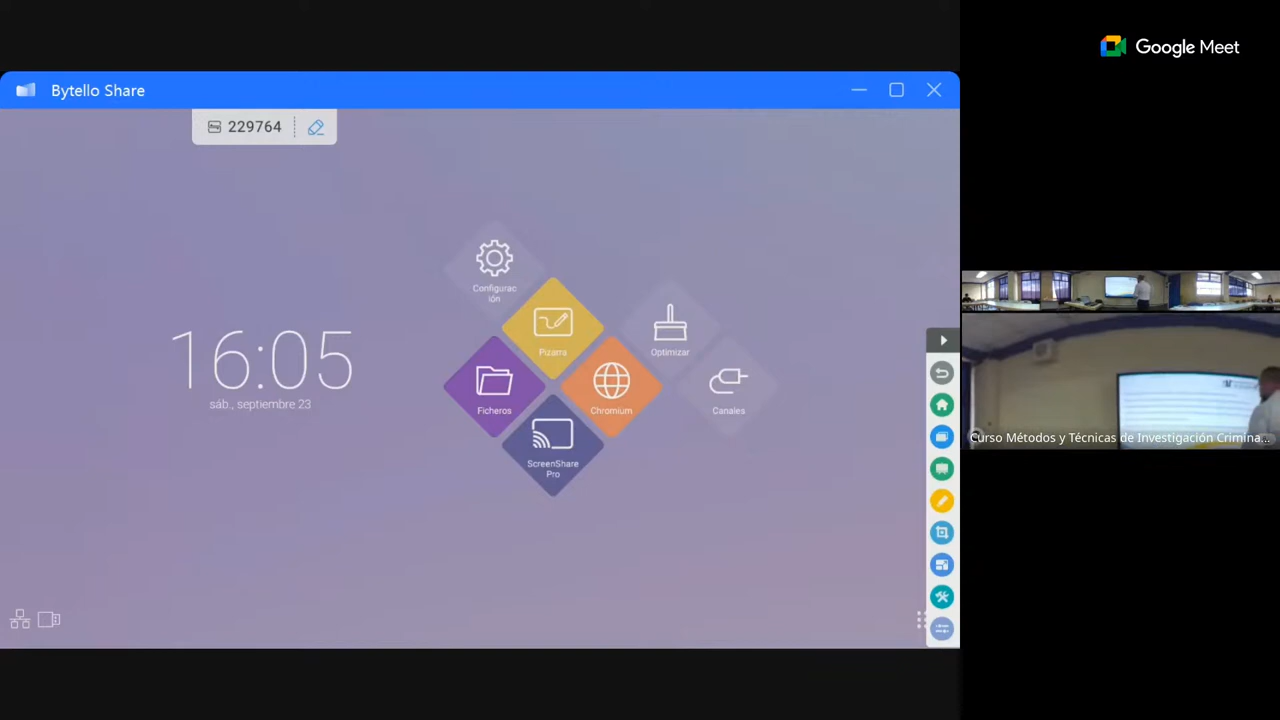 Google Meet
Bytello Share
229764
Configurac
ión
Pizarra
Optimizar
16:05
sáb., septiembre 23
Ficheros
Chromium
Canales
ScreenShare
Pro
Curso Métodos y Técnicas de Investigación Crimina...